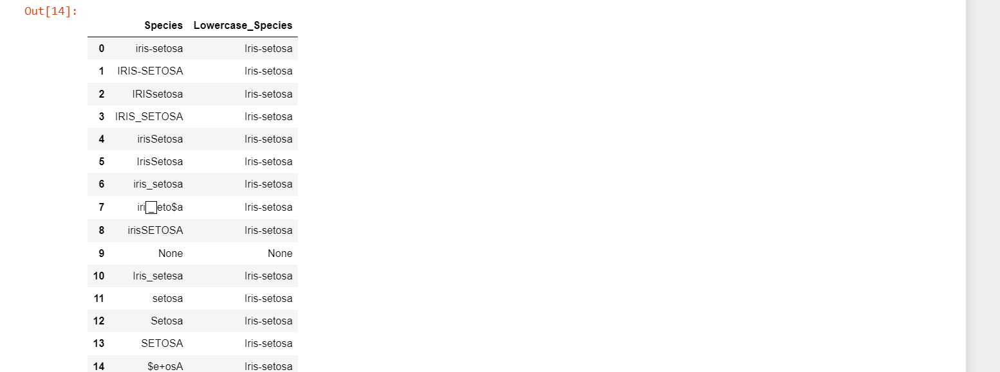 Out[14]:
Species Lowercase_Species
0 iris-setosa Iris-setosa
1 IRIS-SETOSA Iris-setosa
2 IRISsetosa Iris-setosa
3 IRIS_SETOSA Iris-setosa
4 irisSetosa Iris-setosa
5 IrisSetosa Iris-setosa
6 iris_setosa Iris-setosa
7 iri_eto$a Iris-setosa
8 irisSETOSA Iris-setosa
9 None None
10 Iris_setesa Iris-setosa
11 setosa Iris-setosa
12 Setosa Iris-setosa
13 SETOSA Iris-setosa
14 $e+osA Iris-setosa